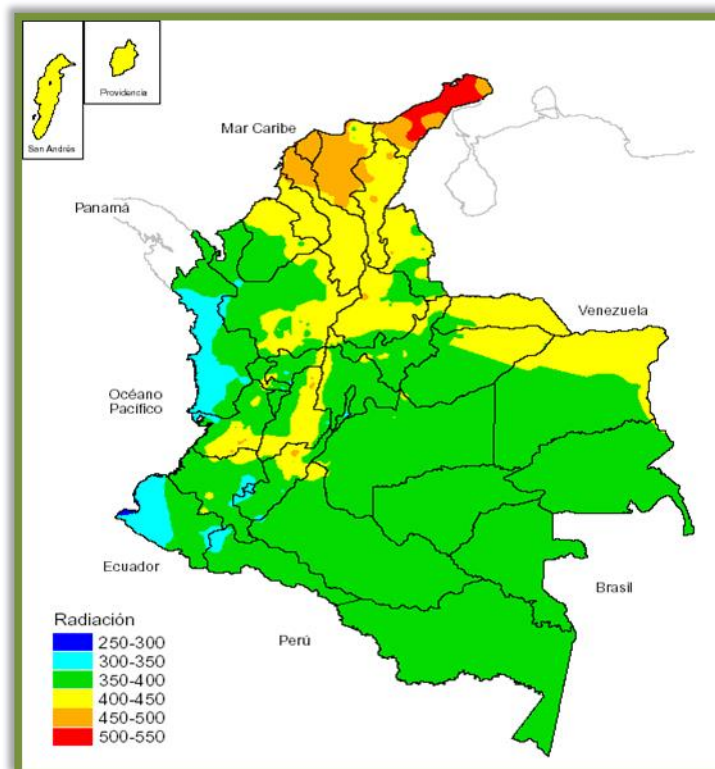 Providencia
San Andrés
Mar Caribe
Panamá
Venezuela
Océano
Pacífico
Ecuador
Brasil
Perú
Radiación
250-300
300-350
350-400
400-450
450-500
500-550